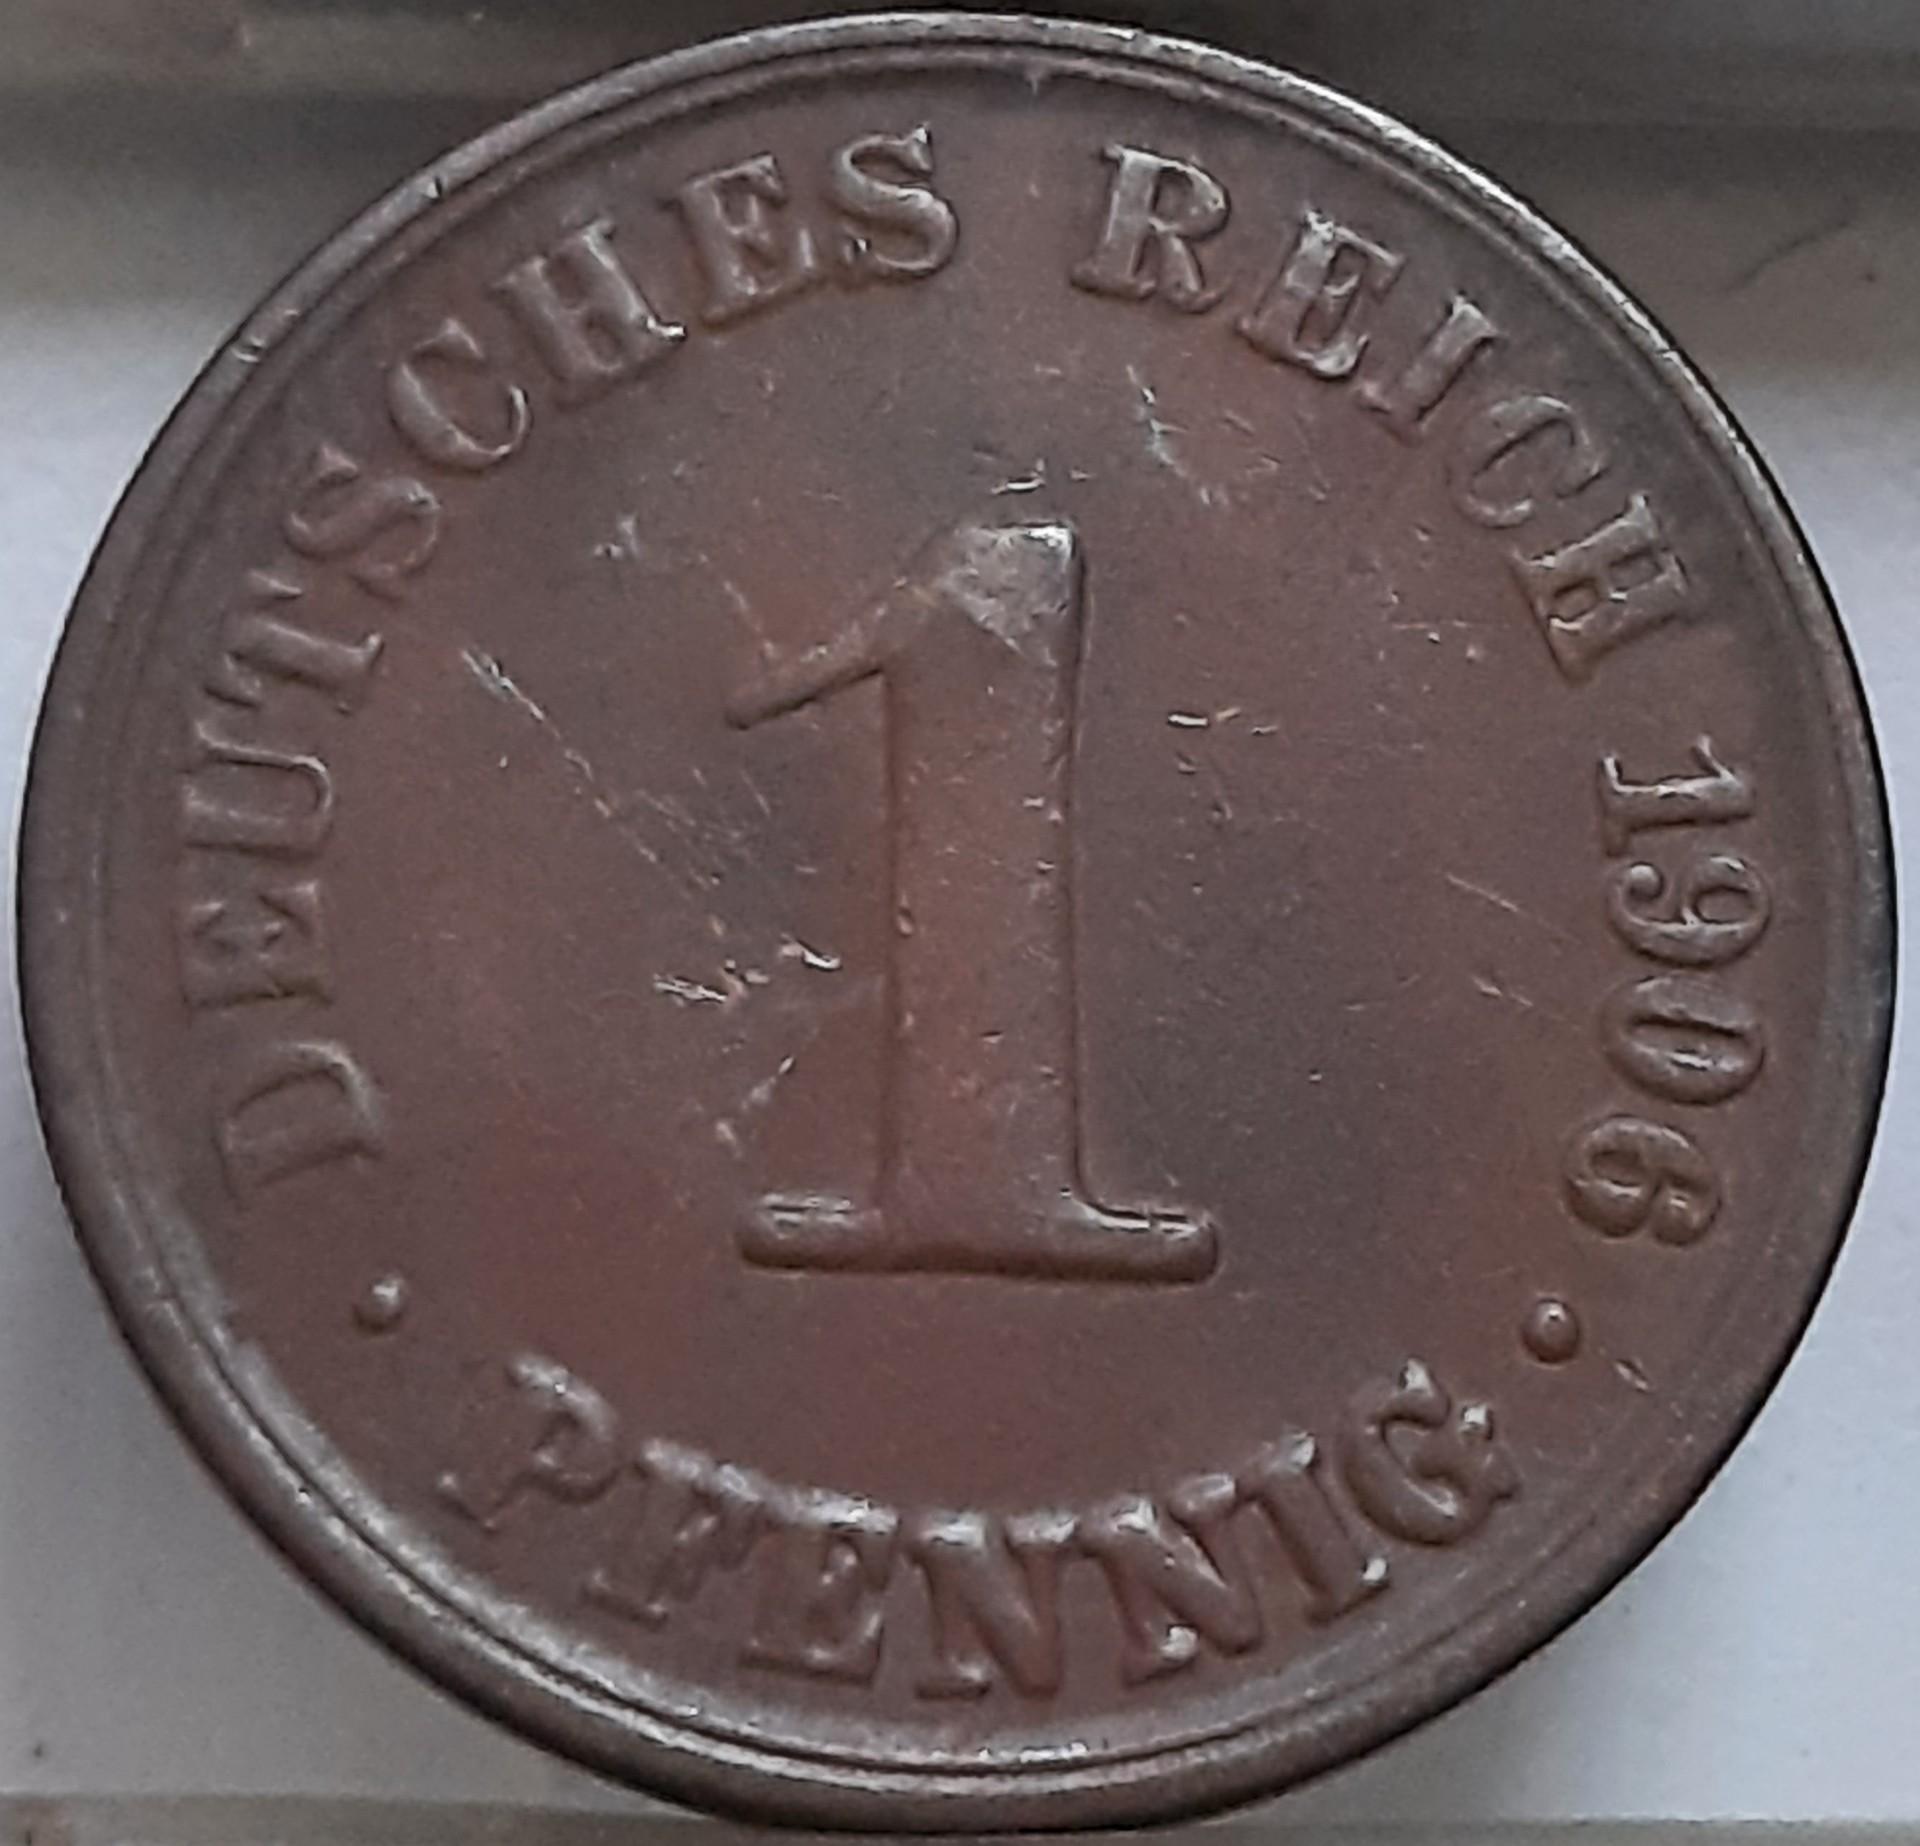 DEUTSCHES REICH 1906
1
• PFENNIG •